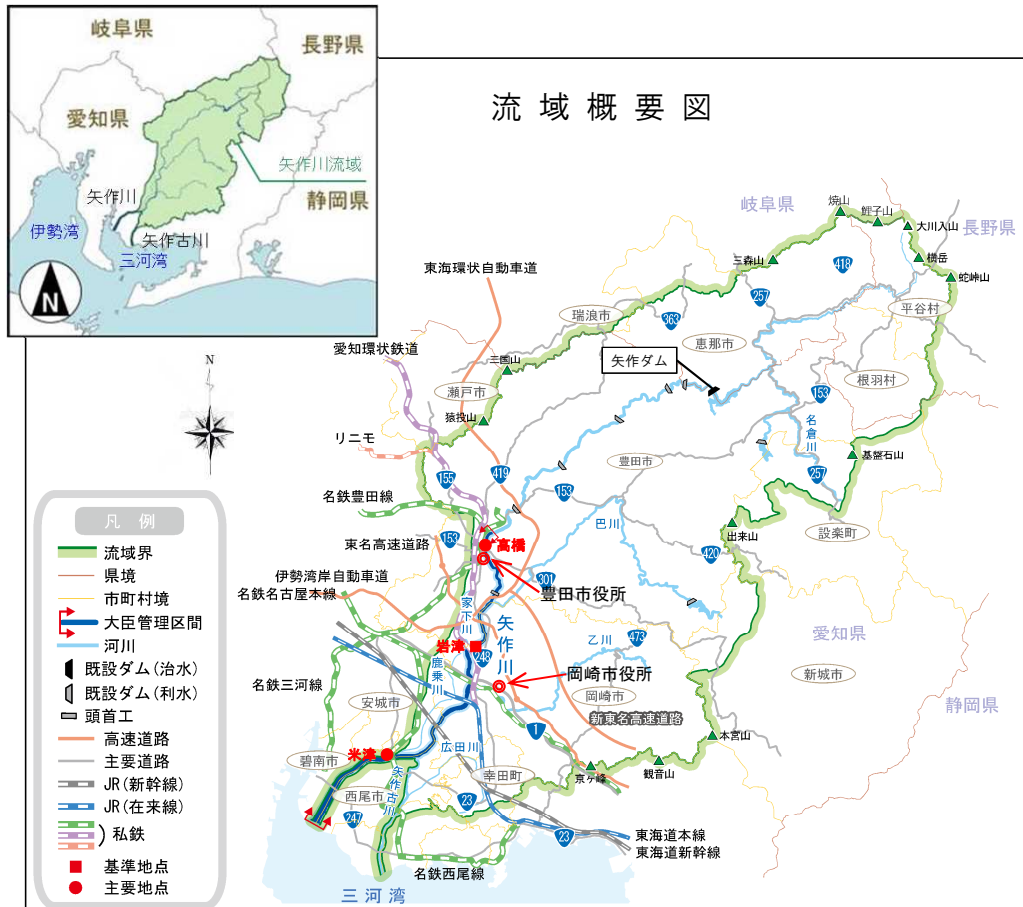 岐阜県
長野県
愛知県
矢作川流域
静岡県
矢作川
伊勢湾
矢作古川
三河湾
N
流域概要図
岐阜県
焼山
鯉子山
大川入山
長野県
三森山
418
横岳
蛇峠山
東海環状自動車道
257
平谷村
瑞浪市
363
恵那市
愛知環状鉄道
三国山
矢作ダム
根羽村
瀬戸市
153
N
猿投山
名倉川
リニモ
豊田市
基盤石山
419
155
153
257
名鉄豊田線
巴川
設楽町
出来山
東名高速道路
153
高橋
420
伊勢湾岸自動車道
301
豊田市役所
名鉄名古屋本線
家下川
矢作川
愛知県
乙川
473
岩津
248
鹿乗川
岡崎市役所
新城市
名鉄三河線
安城市
岡崎市
静岡県
新東名高速道路
1
本宮山
広田川
米津
碧南市
矢作古川
幸田町
京ヶ峰
観音山
西尾市
23
247
23
東海道本線
東海道新幹線
名鉄西尾線
三河湾
凡例
流域界
県境
市町村境
大臣管理区間
河川
既設ダム(治水)
既設ダム(利水)
頭首工
高速道路
主要道路
JR(新幹線)
JR(在来線)
私鉄
基準地点
主要地点